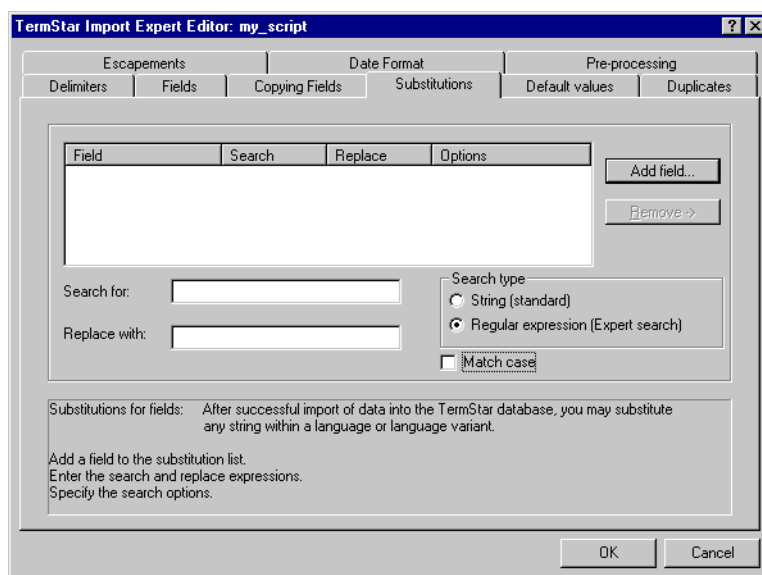 TermStar Import Expert Editor: my_script
Escapements Date Format Pre-processing
Delimiters Fields Copying Fields Substitutions Default values Duplicates
Field Search Replace Options
Add field...
Remove ->
Search for:
Replace with:
Search type
String (standard)
Regular expression (Expert search)
Match case
Substitutions for fields: After successful import of data into the TermStar database, you may substitute
any string within a language or language variant.
Add a field to the substitution list.
Enter the search and replace expressions.
Specify the search options.
OK Cancel